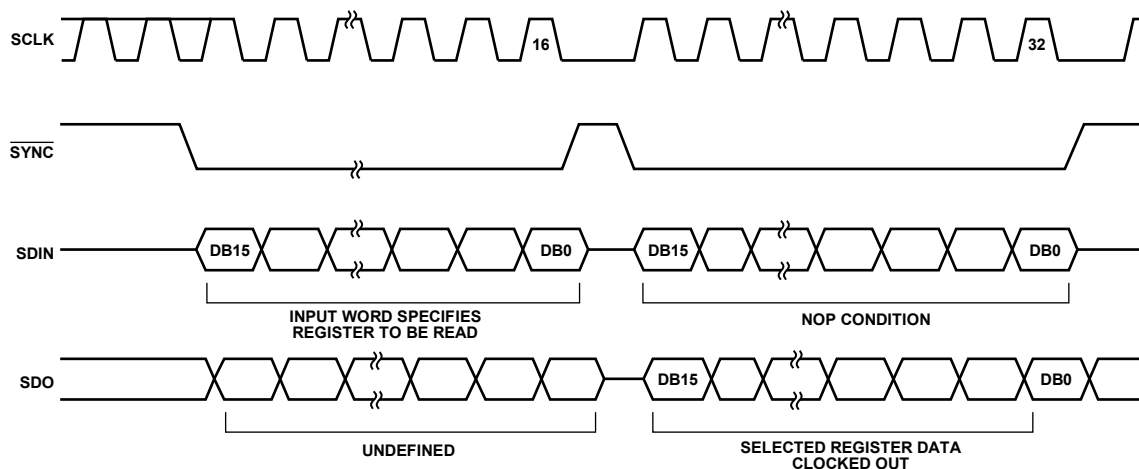 SCLK
16
32
SYNC
SDIN
DB15
DB0
DB15
DB0
INPUT WORD SPECIFIES
REGISTER TO BE READ
NOP CONDITION
SDO
DB15
DB0
UNDEFINED
SELECTED REGISTER DATA
CLOCKED OUT